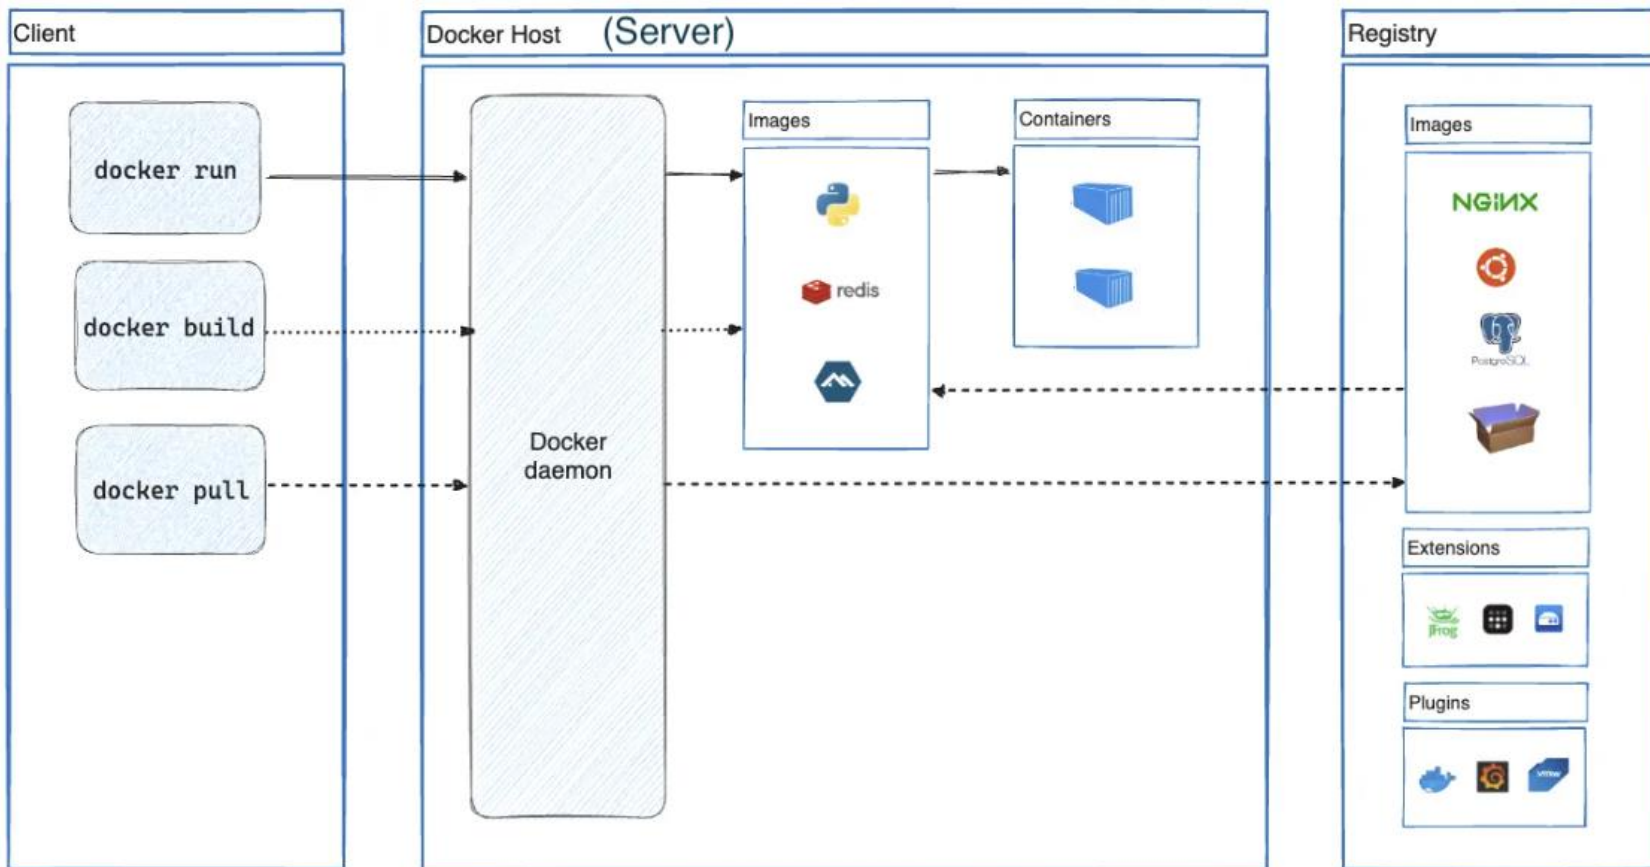 Client
Docker Host (Server)
Registry
docker run
docker build
docker pull
Docker
daemon
Images
redis
Containers
Images
NGINX
PostgreSQL
Extensions
JFrog
Plugins
vmw